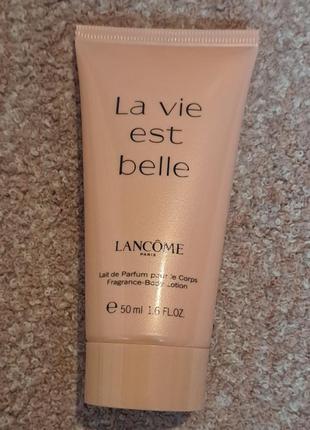 La vie
est
belle
LANCÔME
PARIS
Lait de Parfum pour le Corps
Fragrance-Body Lotion
e 50 ml 1.6 FL.OZ.